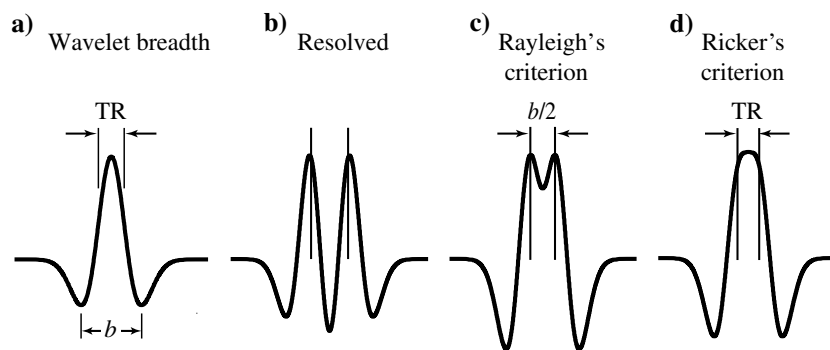 a)
Wavelet breadth
TR
b
b)
Resolved
c)
Rayleigh's
criterion
b/2
d)
Ricker's
criterion
TR